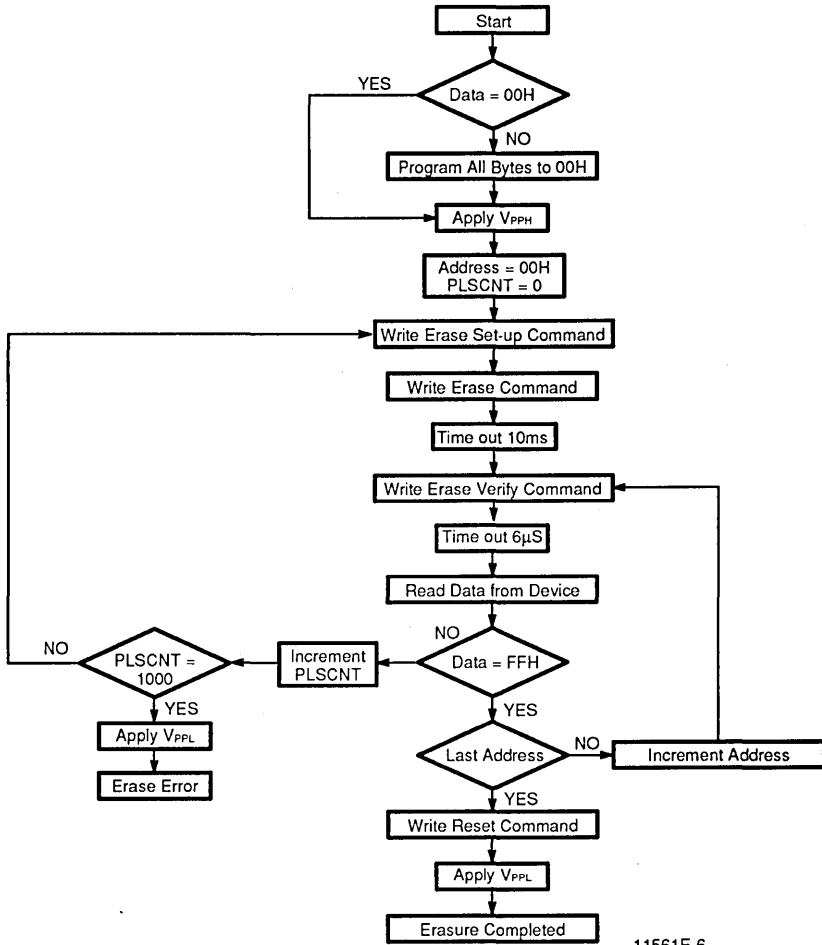 Start
YES
Data = 00H
NO
Program All Bytes to 00H
Apply VPPH
Address = 00H
PLSCNT = 0
Write Erase Set-up Command
Write Erase Command
Time out 10ms
Write Erase Verify Command
Time out 6µS
Read Data from Device
NO
Data = FFH
Increment
PLSCNT
NO
PLSCNT =
1000
YES
Apply VPPL
Erase Error
YES
Last Address
NO
Increment Address
YES
Write Reset Command
Apply VPPL
Erasure Completed
11561E-6